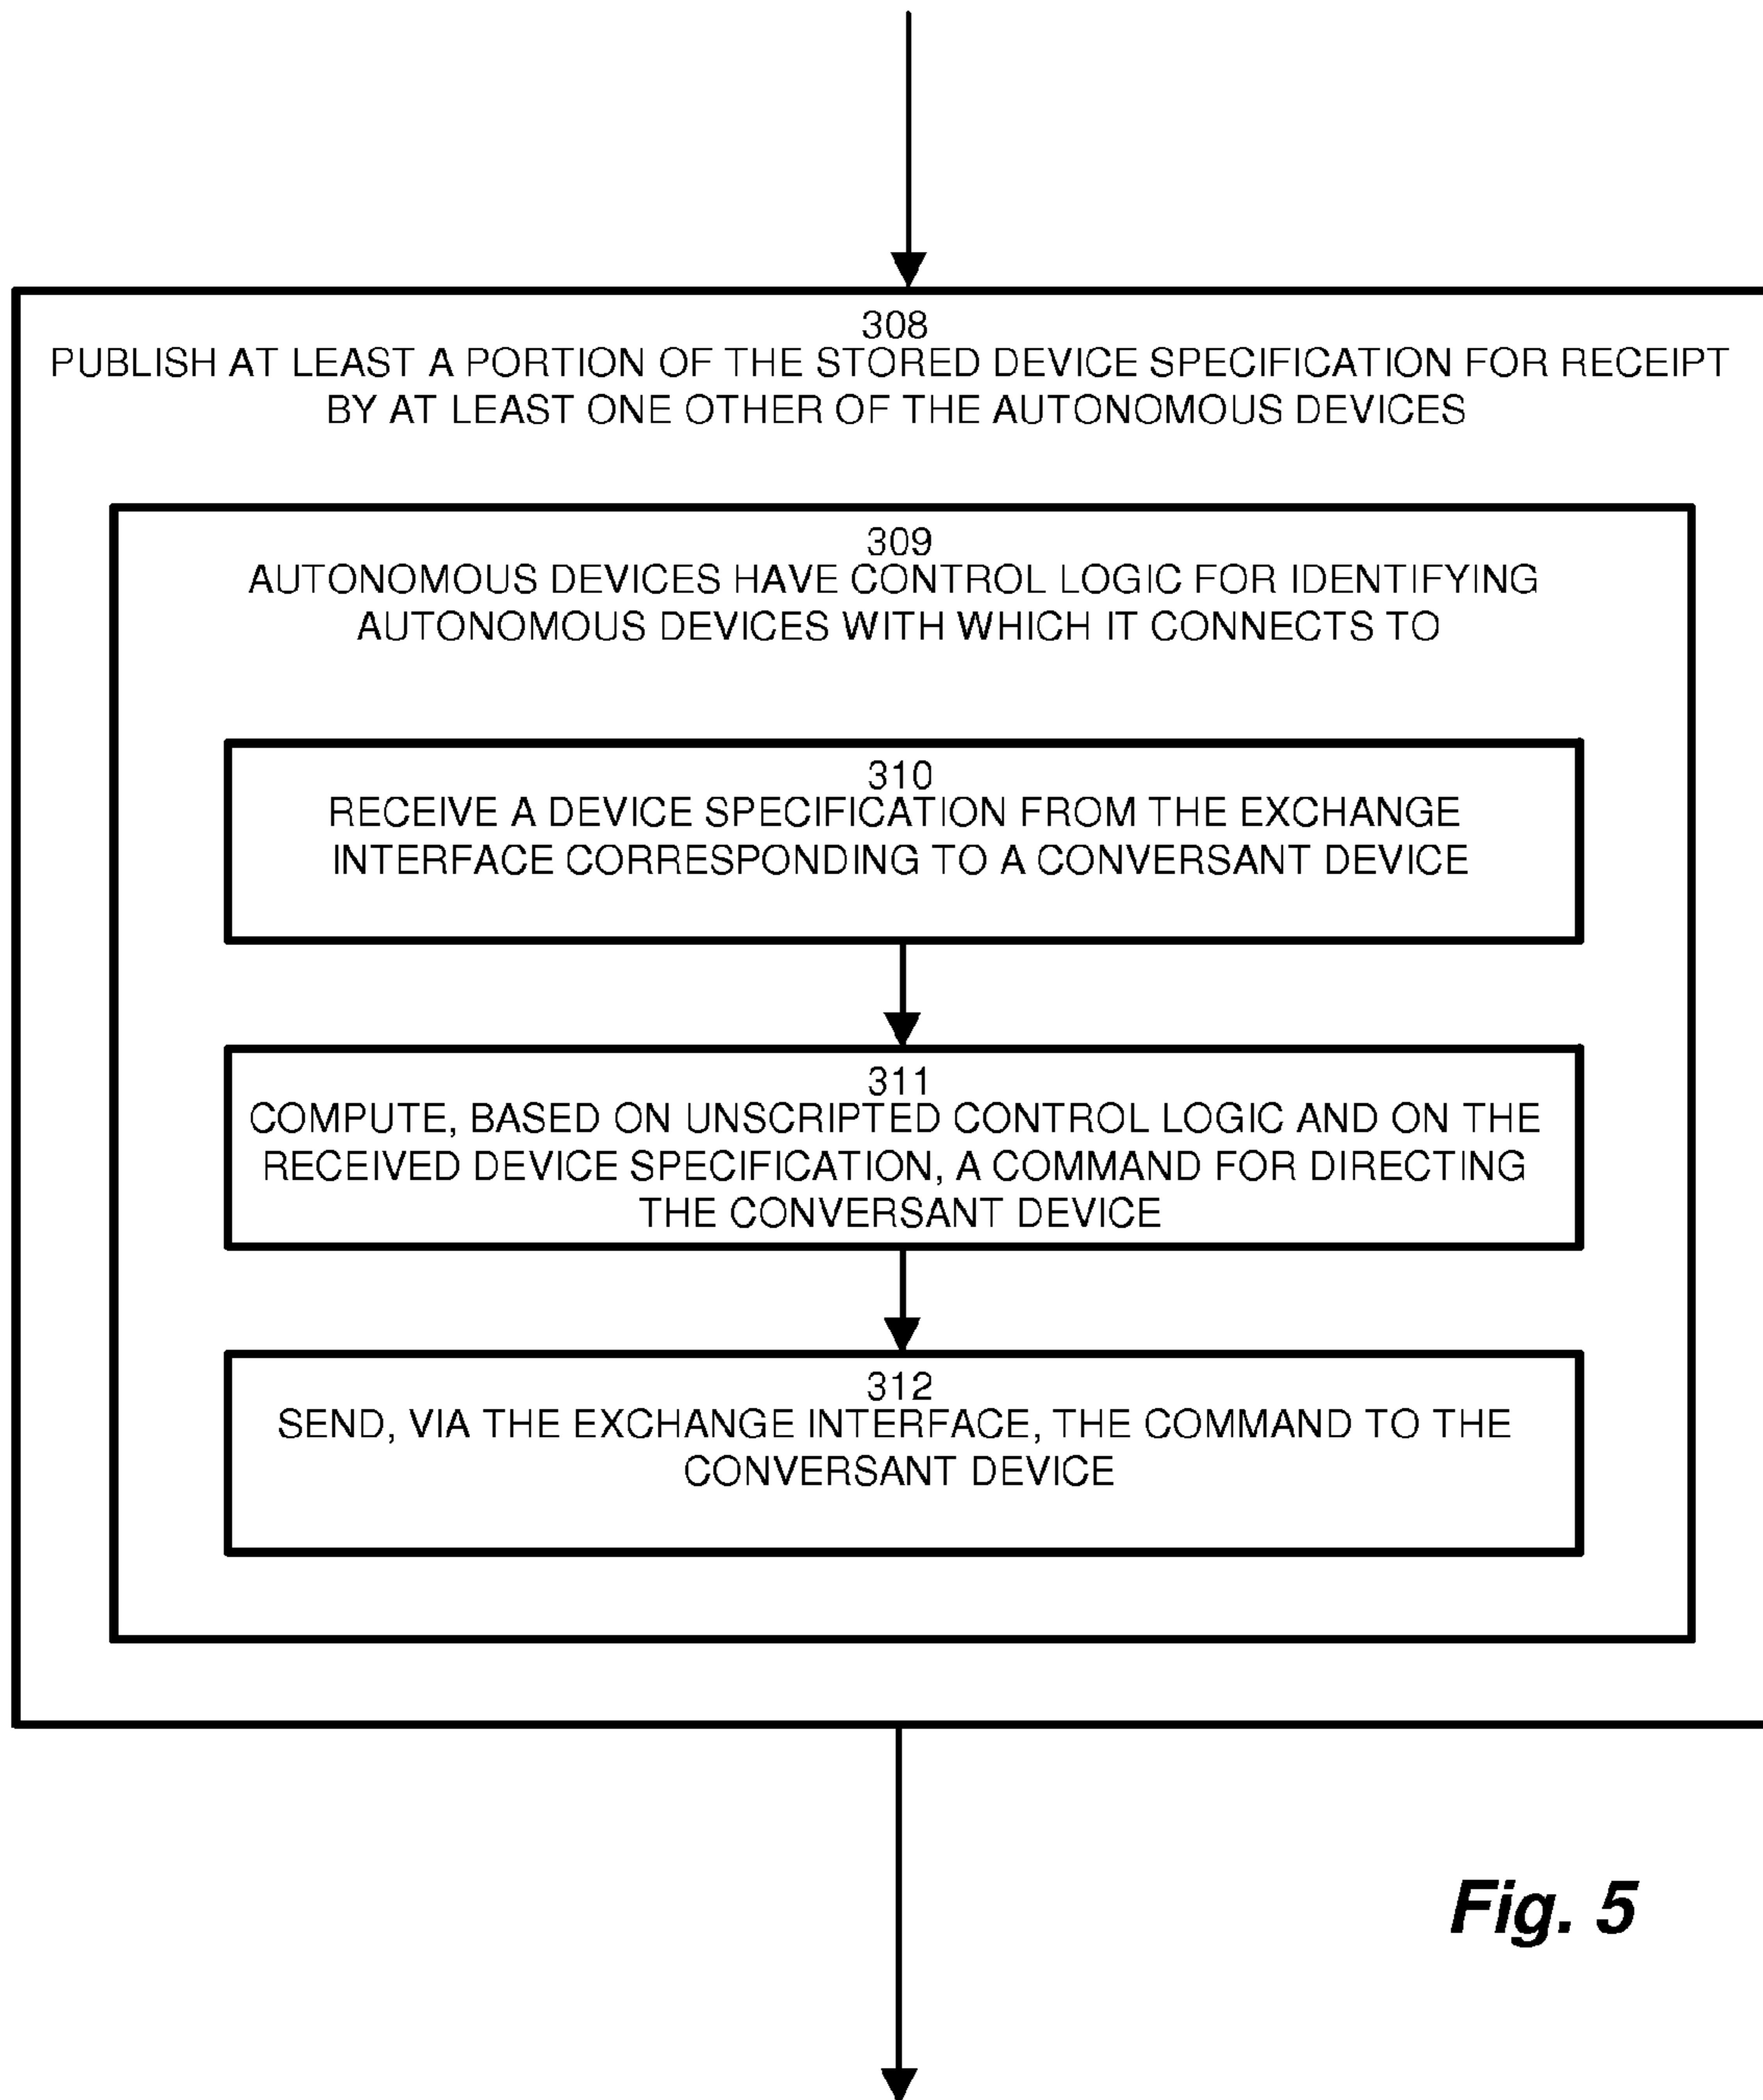 308
PUBLISH AT LEAST A PORTION OF THE STORED DEVICE SPECIFICATION FOR RECEIPT
BY AT LEAST ONE OTHER OF THE AUTONOMOUS DEVICES
309
AUTONOMOUS DEVICES HAVE CONTROL LOGIC FOR IDENTIFYING
AUTONOMOUS DEVICES WITH WHICH IT CONNECTS TO
310
RECEIVE A DEVICE SPECIFICATION FROM THE EXCHANGE
INTERFACE CORRESPONDING TO A CONVERSANT DEVICE
311
COMPUTE, BASED ON UNSCRIPTED CONTROL LOGIC AND ON THE
RECEIVED DEVICE SPECIFICATION, A COMMAND FOR DIRECTING
THE CONVERSANT DEVICE
312
SEND, VIA THE EXCHANGE INTERFACE, THE COMMAND TO THE
CONVERSANT DEVICE
Fig. 5